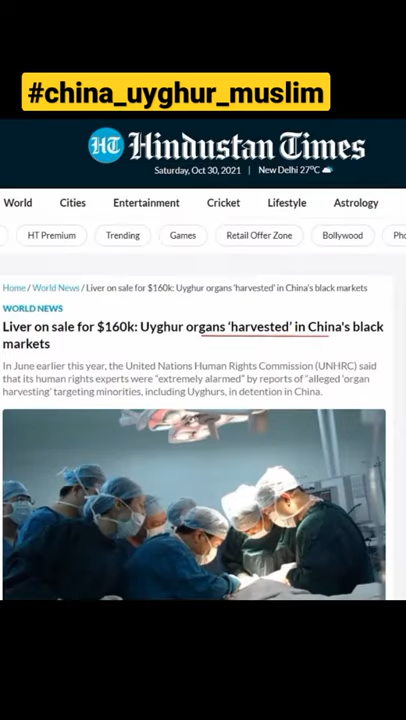 #china_uyghur_muslim
HT Hindustan Times
Saturday, Oct 30, 2021 | New Delhi 27°C
World Cities Entertainment Cricket Lifestyle Astrology
HT Premium Trending Games Retail Offer Zone Bollywood Pho
Home / World News / Liver on sale for $160k: Uyghur organs 'harvested' in China's black markets
WORLD NEWS
Liver on sale for $160k: Uyghur organs 'harvested' in China's black
markets
In June earlier this year, the United Nations Human Rights Commission (UNHRC) said
that its human rights experts were "extremely alarmed" by reports of "alleged 'organ
harvesting' targeting minorities, including Uyghurs, in detention in China.